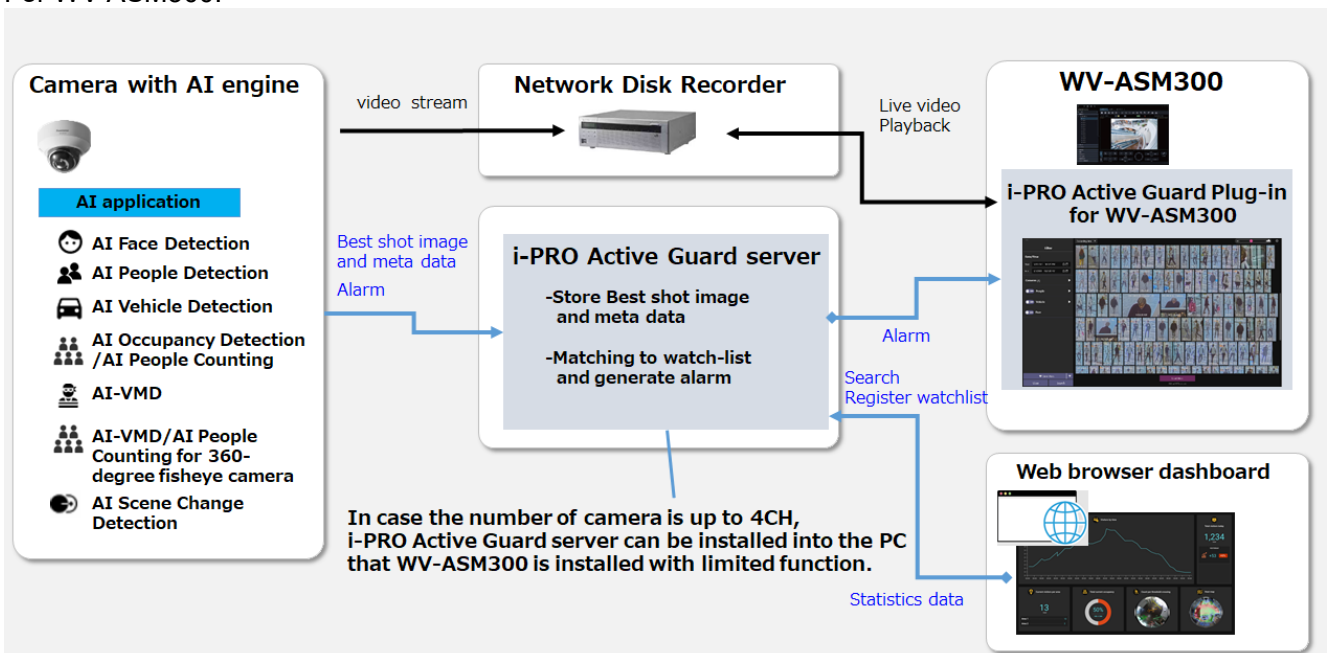 For WV-ASM300:
Camera with AI engine
AI application
AI Face Detection
AI People Detection
AI Vehicle Detection
AI Occupancy Detection
/AI People Counting
AI-VMD
AI-VMD/AI People
Counting for 360-
degree fisheye camera
AI Scene Change
Detection
video stream
Network Disk Recorder
Live video
Playback
WV-ASM300
i-PRO Active Guard Plug-in
for WV-ASM300
Best shot image
and meta data
Alarm
i-PRO Active Guard server
-Store Best shot image
and meta data
-Matching to watch-list
and generate alarm
Alarm
Search
Register watchlist
In case the number of camera is up to 4CH,
i-PRO Active Guard server can be installed into the PC
that WV-ASM300 is installed with limited function.
Statistics data
Web browser dashboard
1,234
13
50%